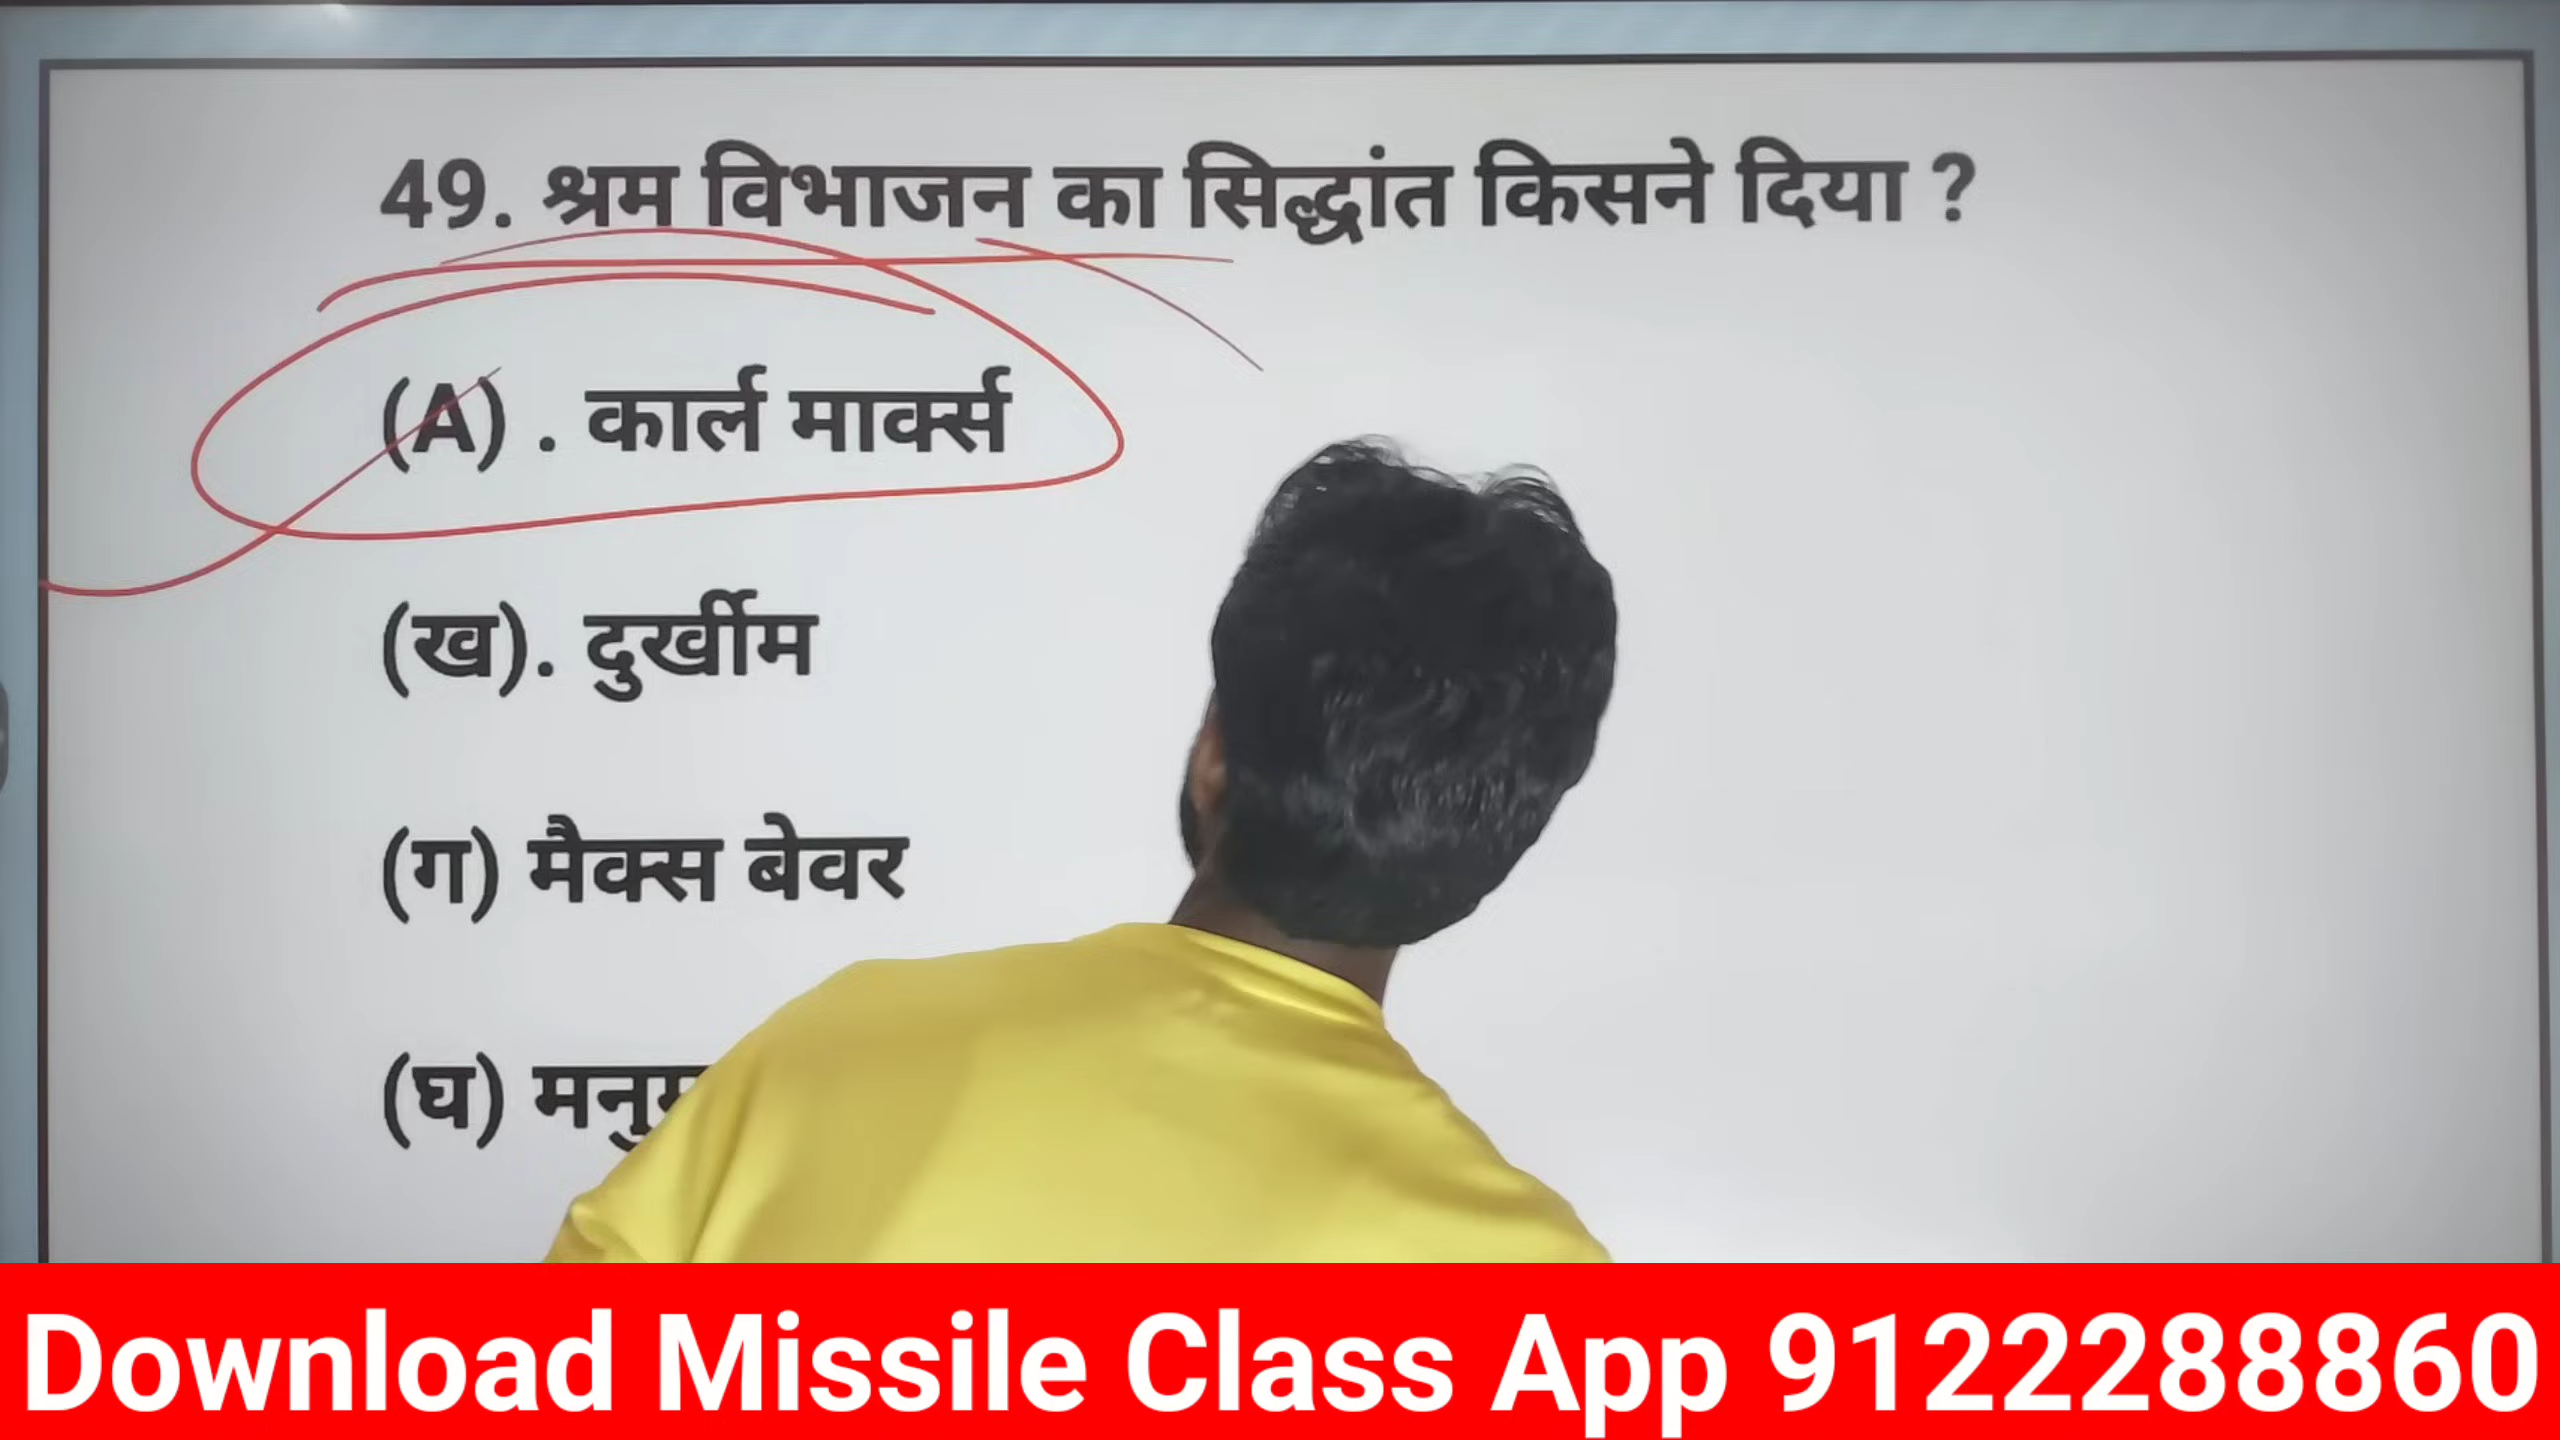 49. श्रम विभाजन का सिद्धांत किसने दिया ?
(A) . कार्ल मार्क्स
(ख). दुर्खीम
(ग) मैक्स बेवर
(घ)
Download Missile Class App 9122288860